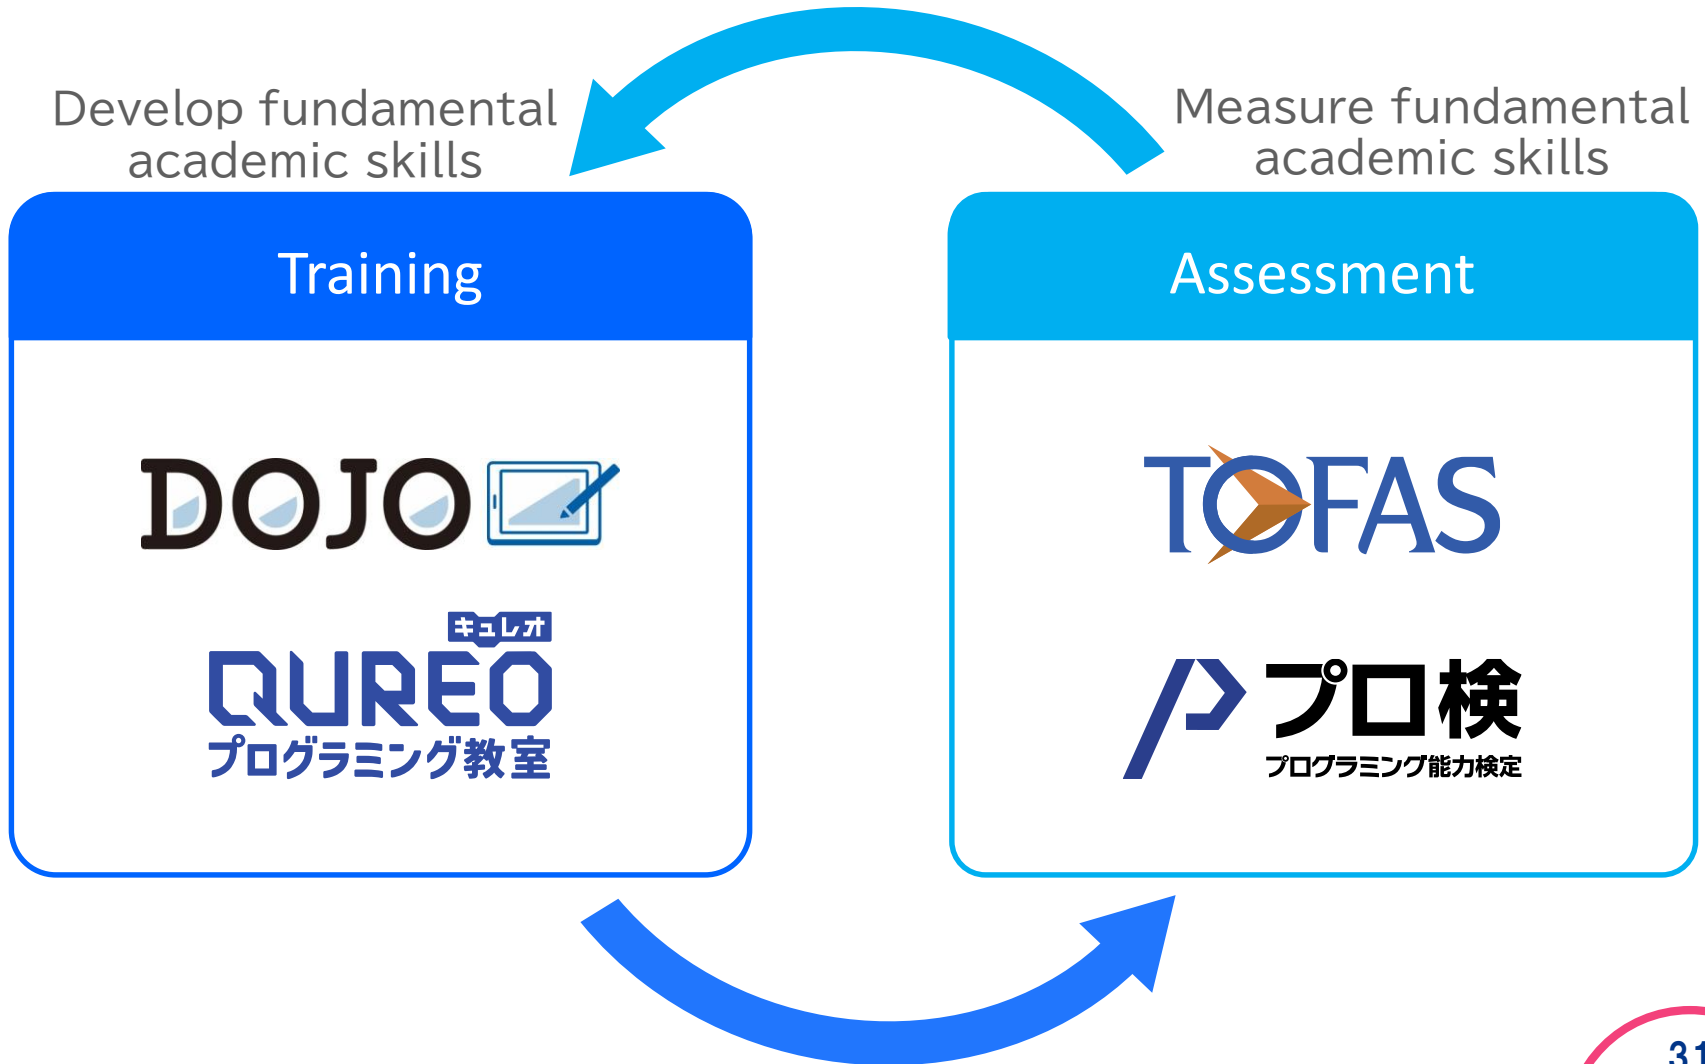 Develop fundamental
academic skills
Training
DOJO
キュレオ
QUREO
プログラミング教室
Measure fundamental
academic skills
Assessment
TOFAS
プロ検
プログラミング能力検定
31